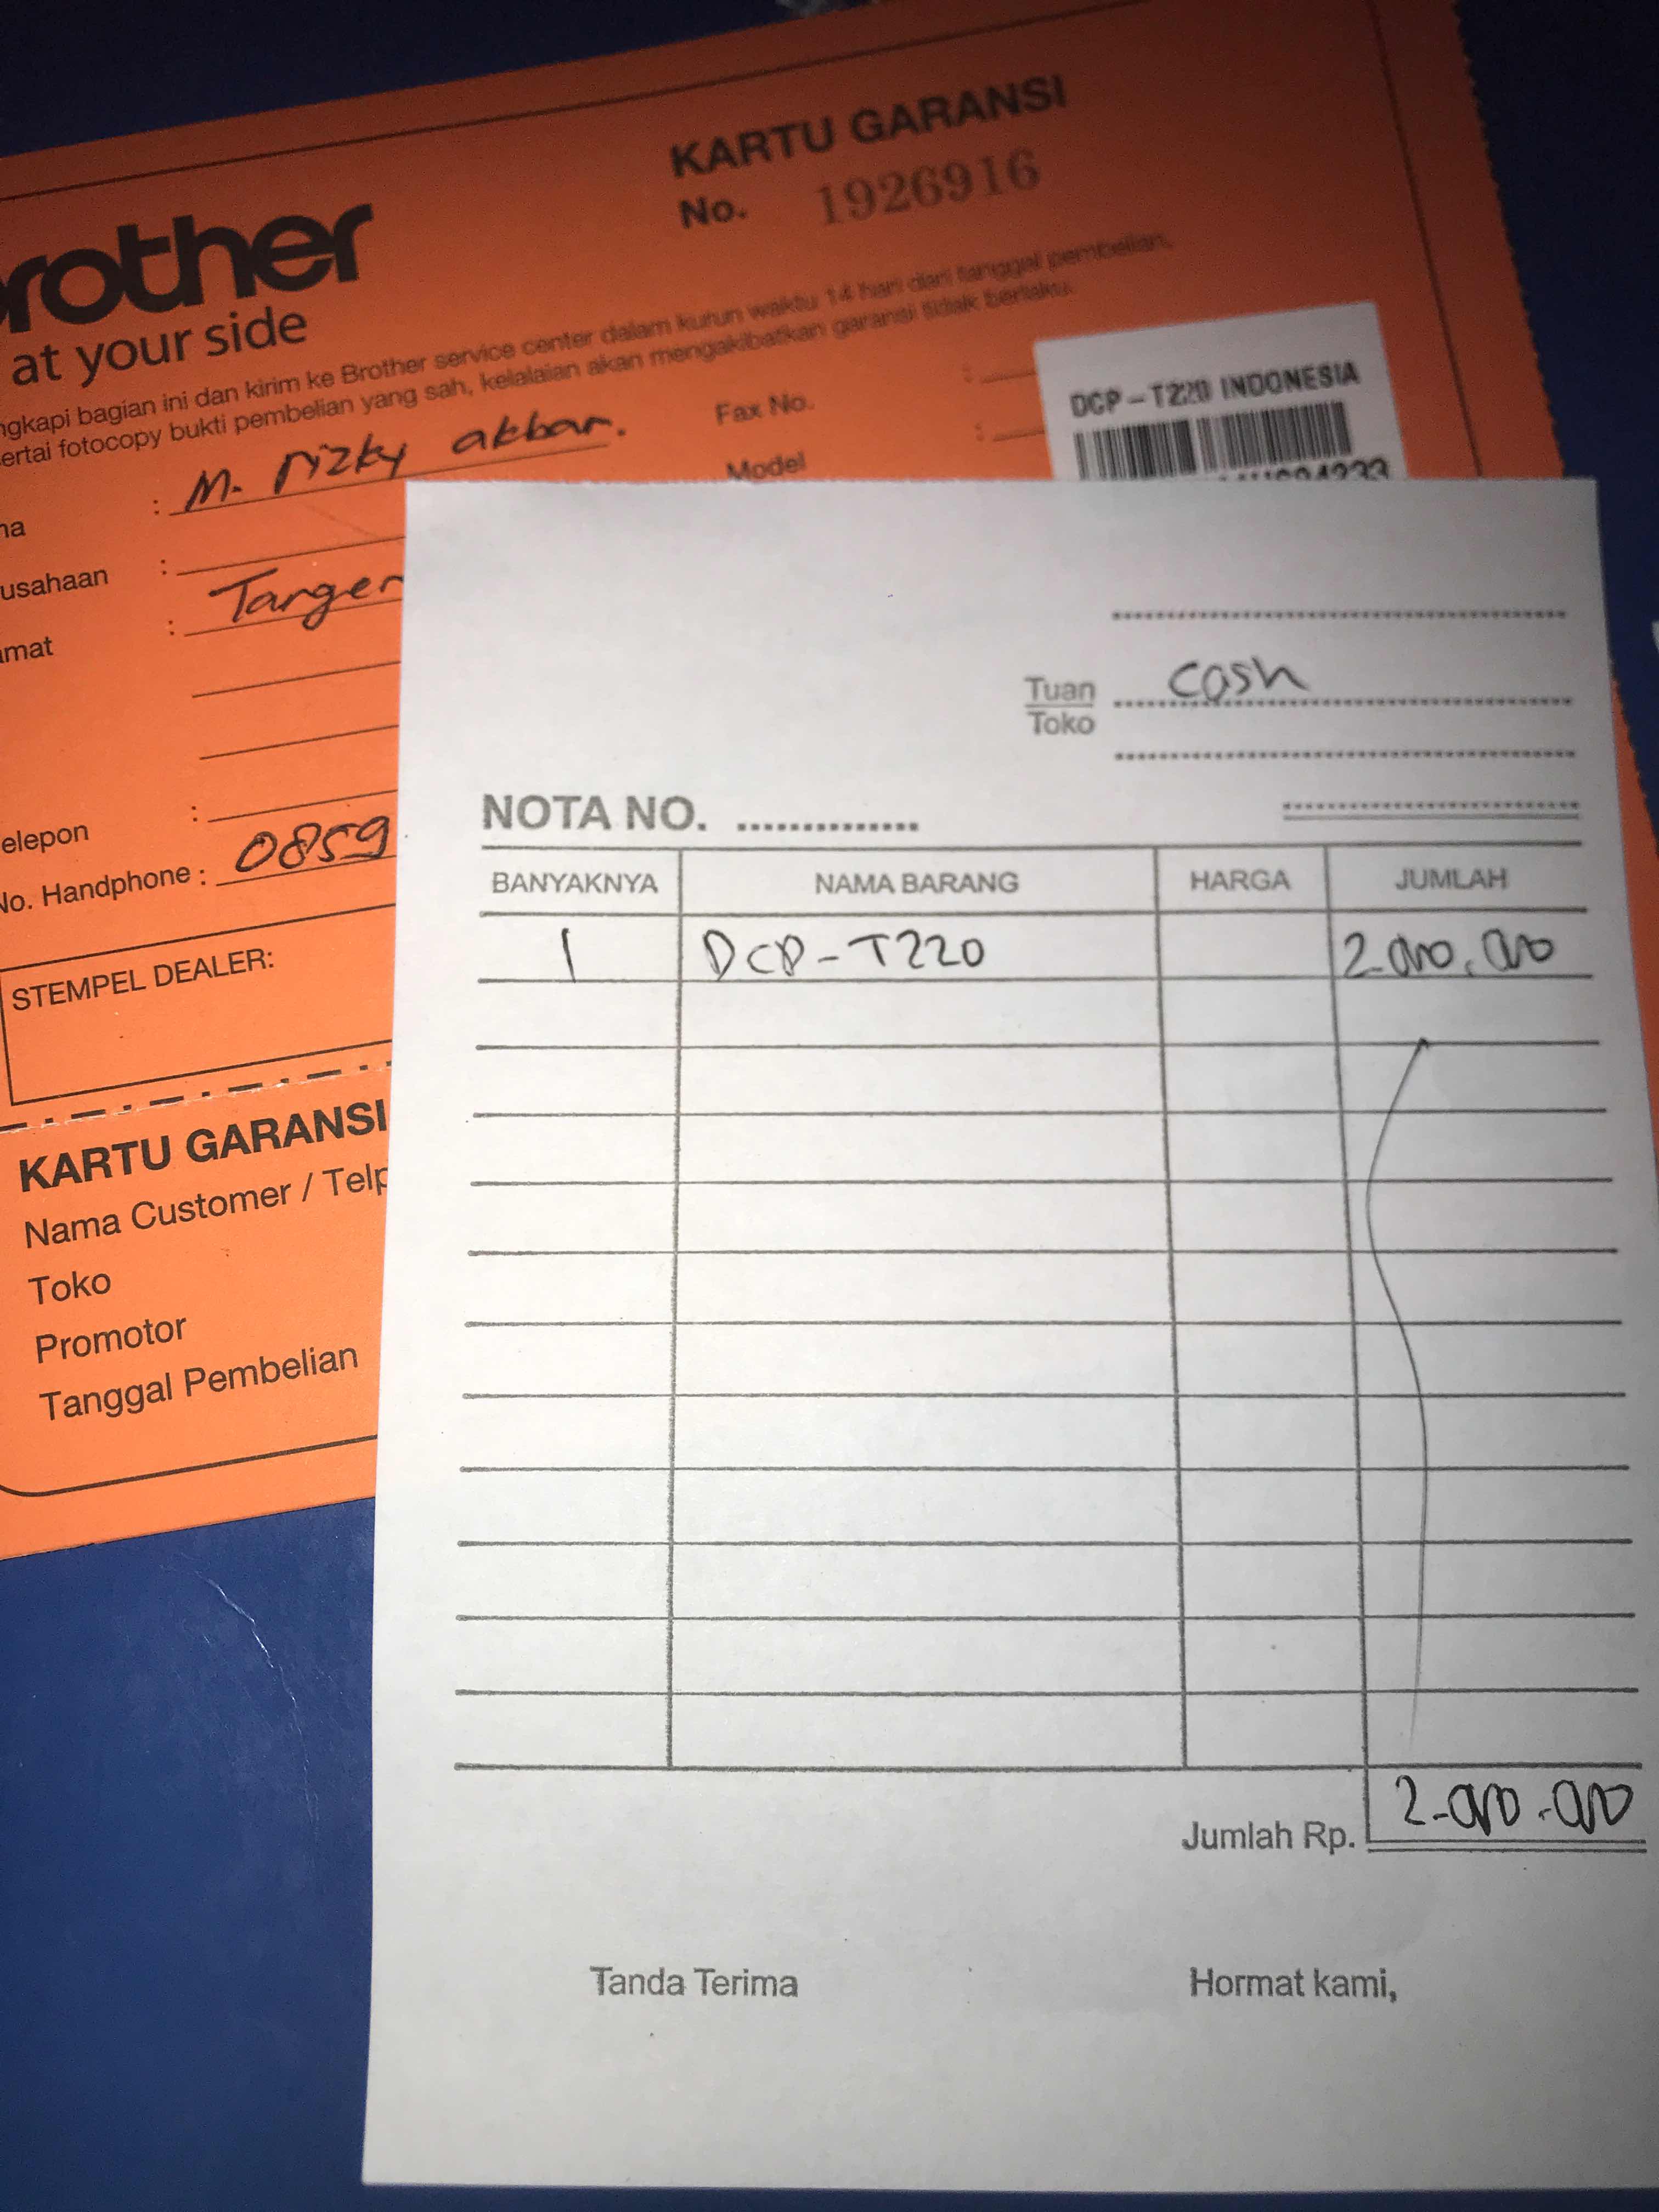 KARTU GARANSI
No. 1926916
rother
at your side
ngkapi bagian ini dan kirim ke Brother service center dalam kurun waktu 14 hari dari tanggal pembelian.
ertai fotocopy bukti pembelian yang sah, kelalaian akan mengakibatkan garansi tidak berlaku.
na : M. rizky akbar.
Fax No. :
Model :
DCP-T220 INDONESIA
usahaan :
amat : Tanger
elepon :
No. Handphone : 0859
STEMPEL DEALER:
KARTU GARANSI
Nama Customer / Telp
Toko
Promotor
Tanggal Pembelian
Tuan
Toko
cash
NOTA NO. ..............
BANYAKNYA NAMA BARANG HARGA JUMLAH
1 DCP-T220 2.000.000
Jumlah Rp. 2.000.000
Tanda Terima Hormat kami,